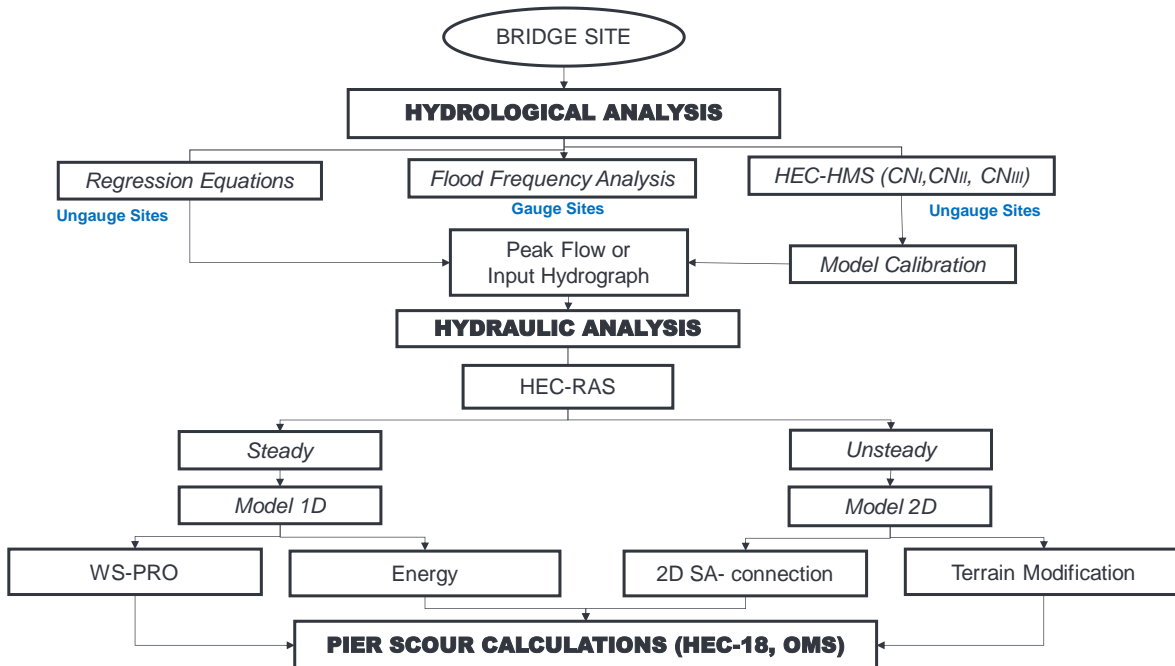 BRIDGE SITE
HYDROLOGICAL ANALYSIS
Regression Equations
Flood Frequency Analysis
HEC-HMS (CNI,CNII, CNIII)
Ungauge Sites
Gauge Sites
Ungauge Sites
Peak Flow or
Input Hydrograph
Model Calibration
HYDRAULIC ANALYSIS
HEC-RAS
Steady
Unsteady
Model 1D
Model 2D
WS-PRO
Energy
2D SA- connection
Terrain Modification
PIER SCOUR CALCULATIONS (HEC-18, OMS)